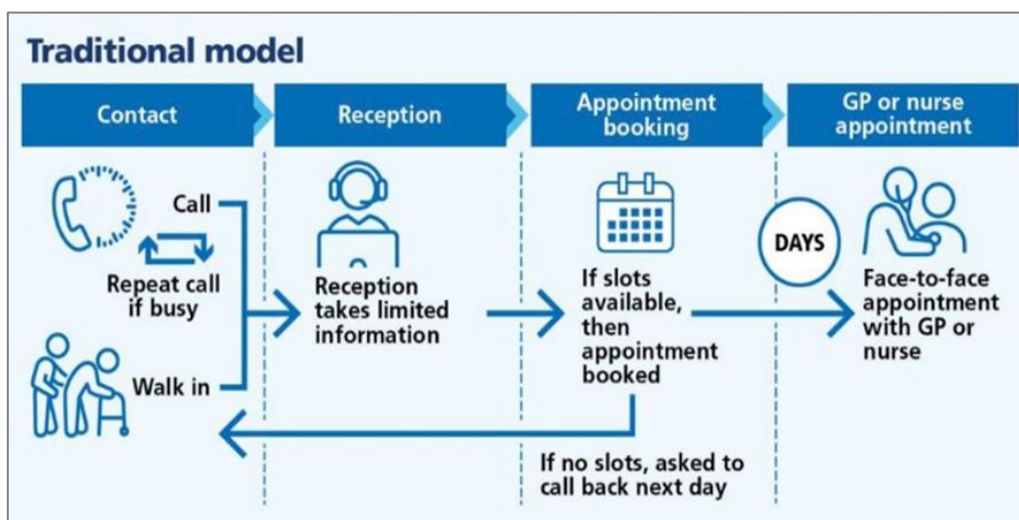 Traditional model
Contact
Reception
Appointment
booking
GP or nurse
appointment
Call
Repeat call
if busy
Walk in
Reception
takes limited
information
If slots
available,
then
appointment
booked
If no slots, asked to
call back next day
DAYS
Face-to-face
appointment
with GP or
nurse